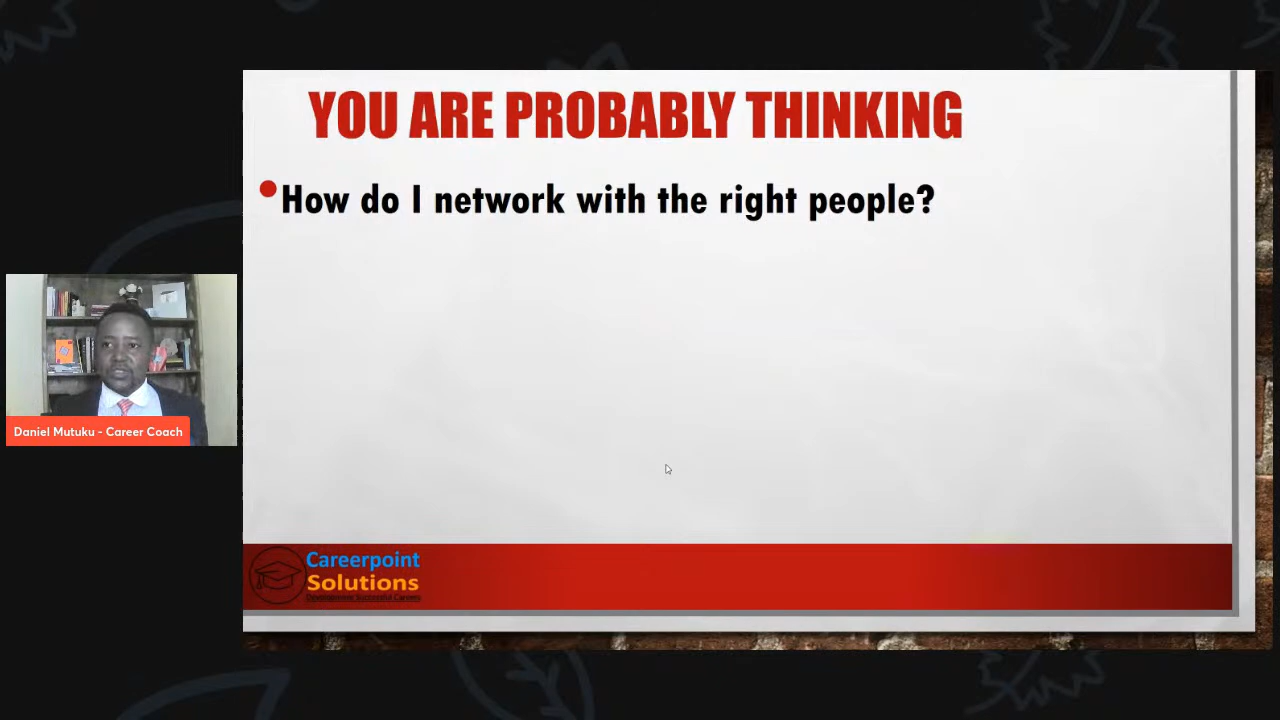 YOU ARE PROBABLY THINKING
How do I network with the right people?
Daniel Mutuku - Career Coach
Careerpoint
Solutions